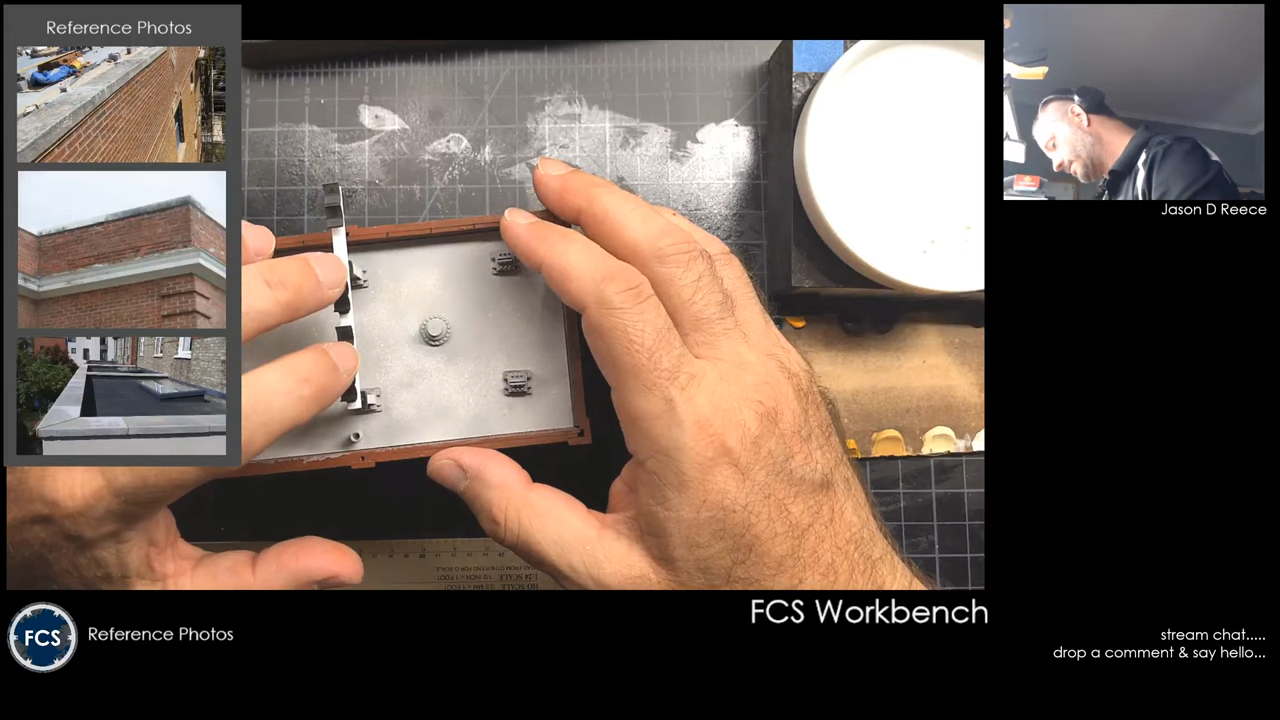 Reference Photos
Jason D Reece
FCS Workbench
FCS
Reference Photos
stream chat.....
drop a comment & say hello...